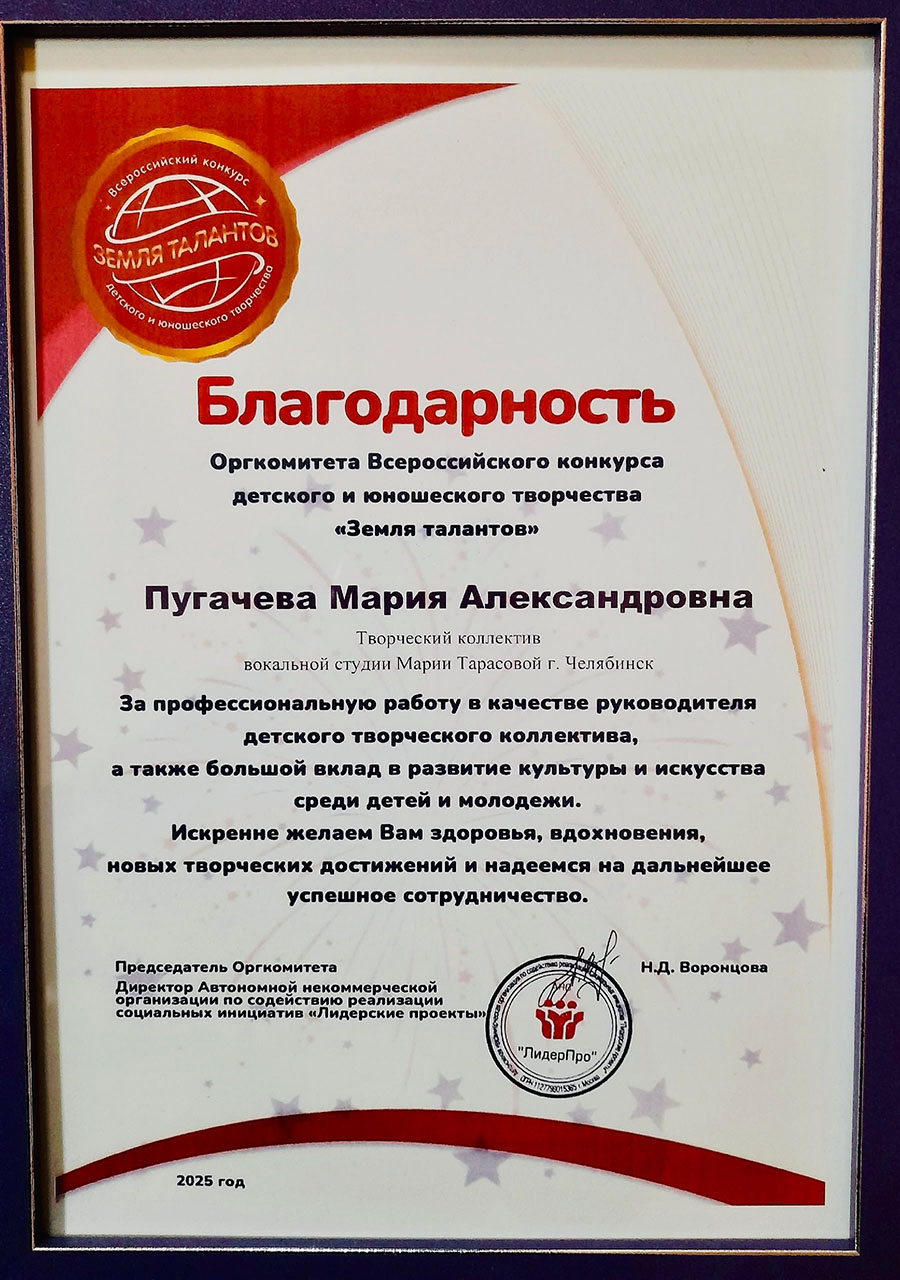 Всероссийский конкурс
ЗЕМЛЯ ТАЛАНТОВ
детского и юношеского творчества
Благодарность
Оргкомитета Всероссийского конкурса
детского и юношеского творчества
«Земля талантов»
Пугачева Мария Александровна
Творческий коллектив
вокальной студии Марии Тарасовой г. Челябинск
За профессиональную работу в качестве руководителя
детского творческого коллектива,
а также большой вклад в развитие культуры и искусства
среди детей и молодежи.
Искренне желаем Вам здоровья, вдохновения,
новых творческих достижений и надеемся на дальнейшее
успешное сотрудничество.
Председатель Оргкомитета
Н.Д. Воронцова
Директор Автономной некоммерческой
организации по содействию реализации
социальных инициатив «Лидерские проекты»
АНО
"ЛидерПро"
г. Москва
2025 год